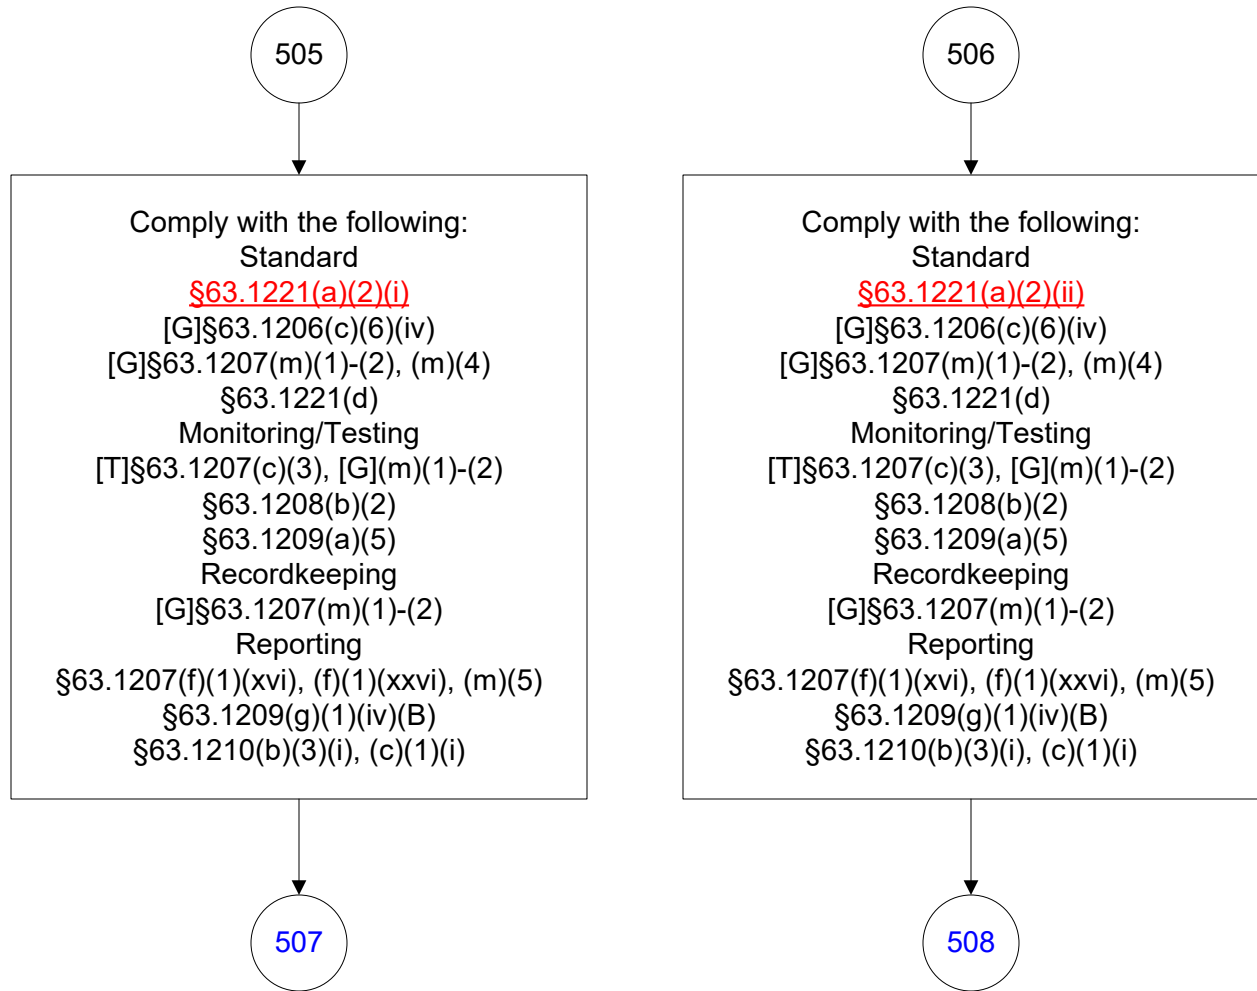 505
Comply with the following:
Standard
§63.1221(a)(2)(i)
[G]§63.1206(c)(6)(iv)
[G]§63.1207(m)(1)-(2), (m)(4)
§63.1221(d)
Monitoring/Testing
[T]§63.1207(c)(3), [G](m)(1)-(2)
§63.1208(b)(2)
§63.1209(a)(5)
Recordkeeping
[G]§63.1207(m)(1)-(2)
Reporting
§63.1207(f)(1)(xvi), (f)(1)(xxvi), (m)(5)
§63.1209(g)(1)(iv)(B)
§63.1210(b)(3)(i), (c)(1)(i)
507
506
Comply with the following:
Standard
§63.1221(a)(2)(ii)
[G]§63.1206(c)(6)(iv)
[G]§63.1207(m)(1)-(2), (m)(4)
§63.1221(d)
Monitoring/Testing
[T]§63.1207(c)(3), [G](m)(1)-(2)
§63.1208(b)(2)
§63.1209(a)(5)
Recordkeeping
[G]§63.1207(m)(1)-(2)
Reporting
§63.1207(f)(1)(xvi), (f)(1)(xxvi), (m)(5)
§63.1209(g)(1)(iv)(B)
§63.1210(b)(3)(i), (c)(1)(i)
508